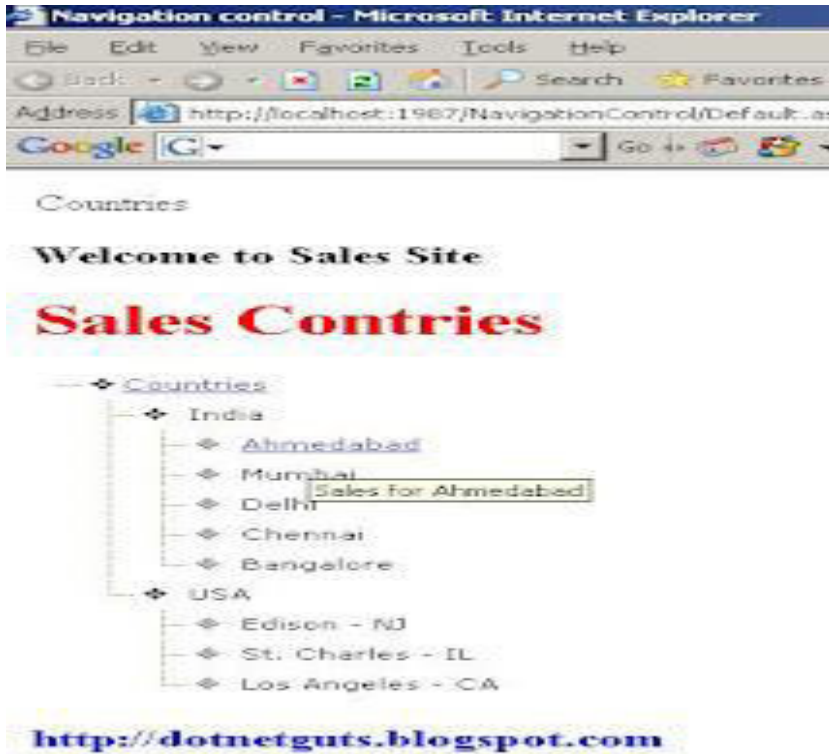 Navigation control - Microsoft Internet Explorer
File Edit View Favorites Tools Help
Back Search Favorites
Address http://localhost:1987/NavigationControl/Default.as
Google G Go
Countries
Welcome to Sales Site
Sales Contries
Countries
India
Ahmedabad
Mumbai
Sales for Ahmedabad
Delhi
Chennai
Bangalore
USA
Edison - NJ
St. Charles - IL
Los Angeles - CA
http://dotnetguts.blogspot.com